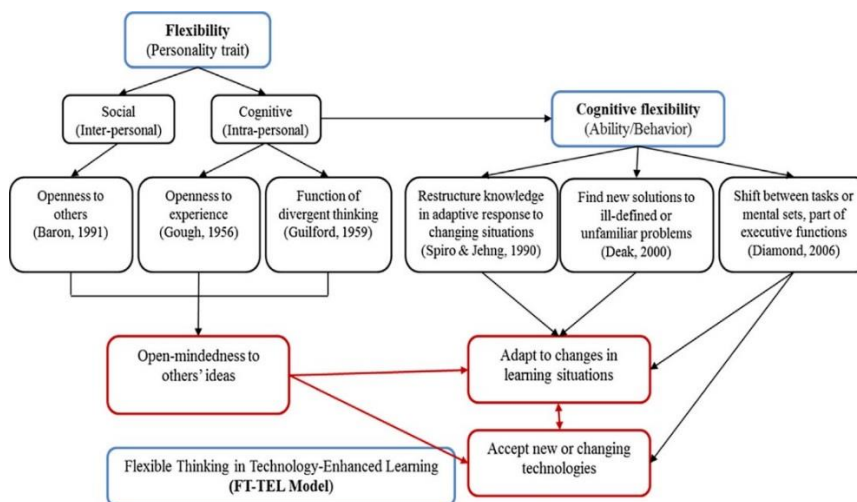 Flexibility
(Personality trait)
Social
(Inter-personal)
Cognitive
(Intra-personal)
Cognitive flexibility
(Ability/Behavior)
Openness to
others
(Baron, 1991)
Openness to
experience
(Gough, 1956)
Function of
divergent thinking
(Guilford, 1959)
Restructure knowledge
in adaptive response to
changing situations
(Spiro & Jehng, 1990)
Find new solutions to
ill-defined or
unfamiliar problems
(Deak, 2000)
Shift between tasks or
mental sets, part of
executive functions
(Diamond, 2006)
Open-mindedness to
others' ideas
Adapt to changes in
learning situations
Accept new or changing
technologies
Flexible Thinking in Technology-Enhanced Learning
(FT-TEL Model)